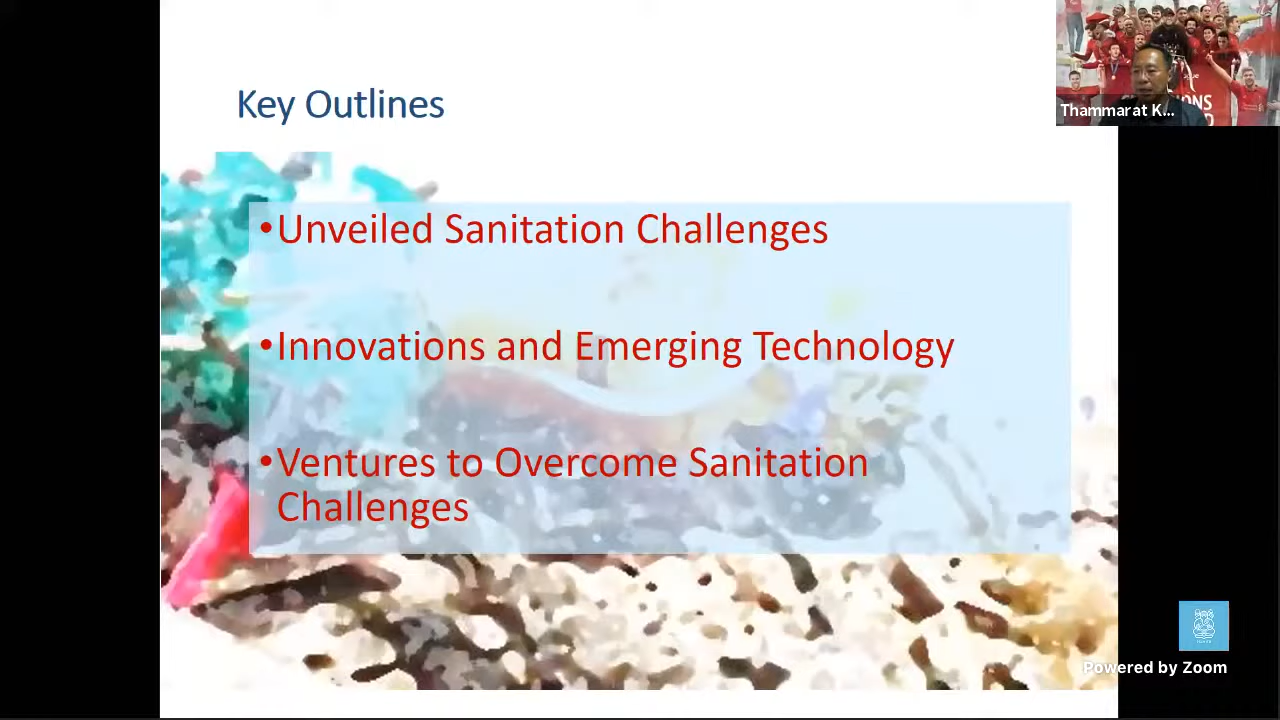 Key Outlines
•Unveiled Sanitation Challenges
•Innovations and Emerging Technology
•Ventures to Overcome Sanitation
Challenges
Thammarat K...
Powered by Zoom